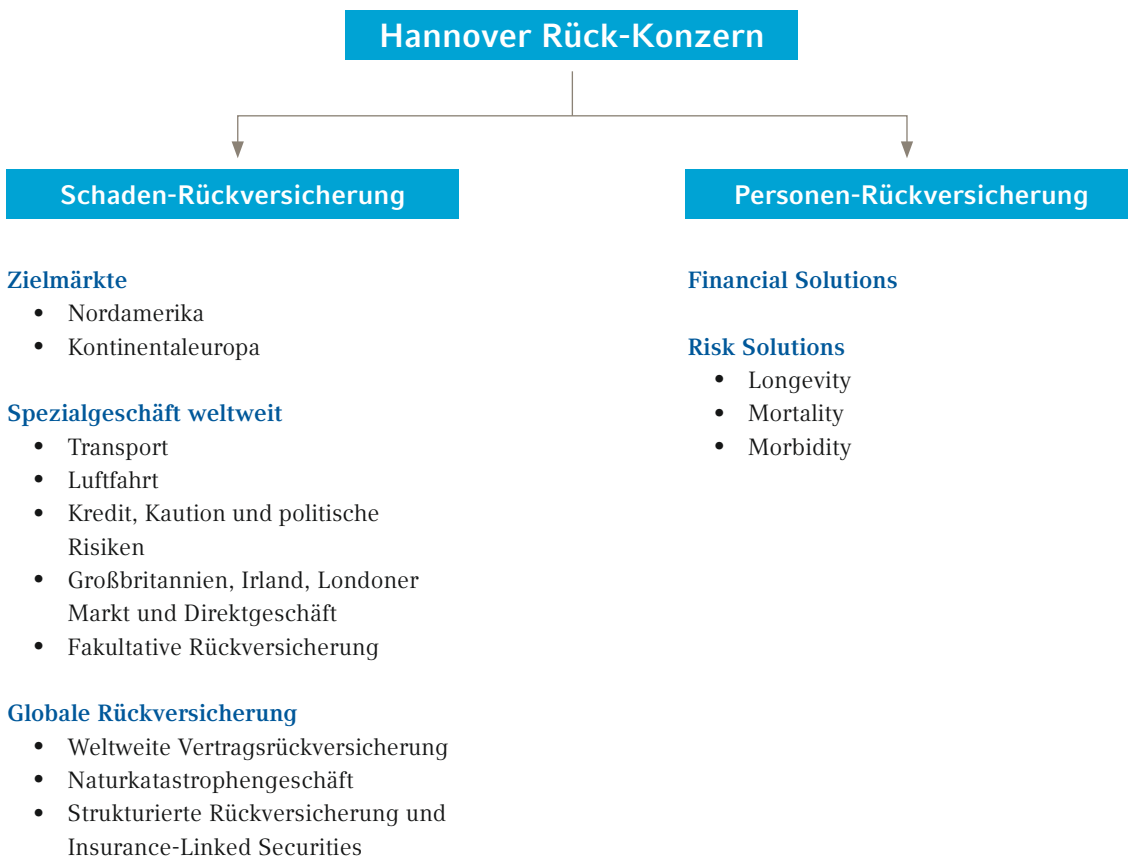 Hannover Rück-Konzern
Schaden-Rückversicherung
Zielmärkte
• Nordamerika
• Kontinentaleuropa
Spezialgeschäft weltweit
• Transport
• Luftfahrt
• Kredit, Kaution und politische
Risiken
• Großbritannien, Irland, Londoner
Markt und Direktgeschäft
• Fakultative Rückversicherung
Globale Rückversicherung
• Weltweite Vertragsrückversicherung
• Naturkatastrophengeschäft
• Strukturierte Rückversicherung und
Insurance-Linked Securities
Personen-Rückversicherung
Financial Solutions
Risk Solutions
• Longevity
• Mortality
• Morbidity